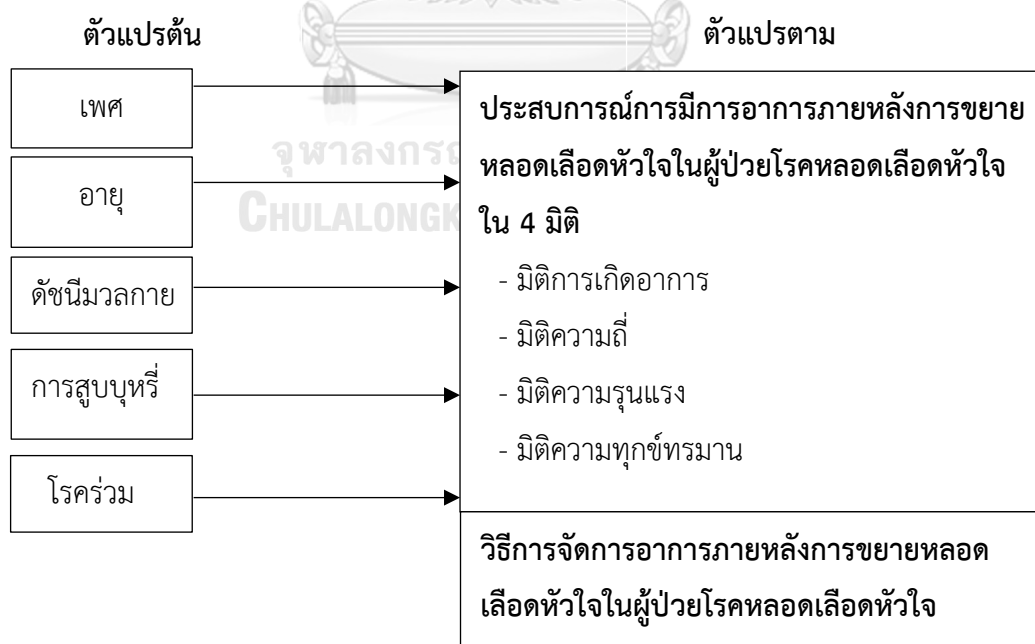 ตัวแปรต้น
ตัวแปรตาม
เพศ
อายุ
ดัชนีมวลกาย
การสูบบุหรี่
โรคร่วม
ประสบการณ์การมีการอาการภายหลังการขยาย
หลอดเลือดหัวใจในผู้ป่วยโรคหลอดเลือดหัวใจ
ใน 4 มิติ
- มิติการเกิดอาการ
- มิติความถี่
- มิติความรุนแรง
- มิติความทุกข์ทรมาน
วิธีการจัดการอาการภายหลังการขยายหลอด
เลือดหัวใจในผู้ป่วยโรคหลอดเลือดหัวใจ